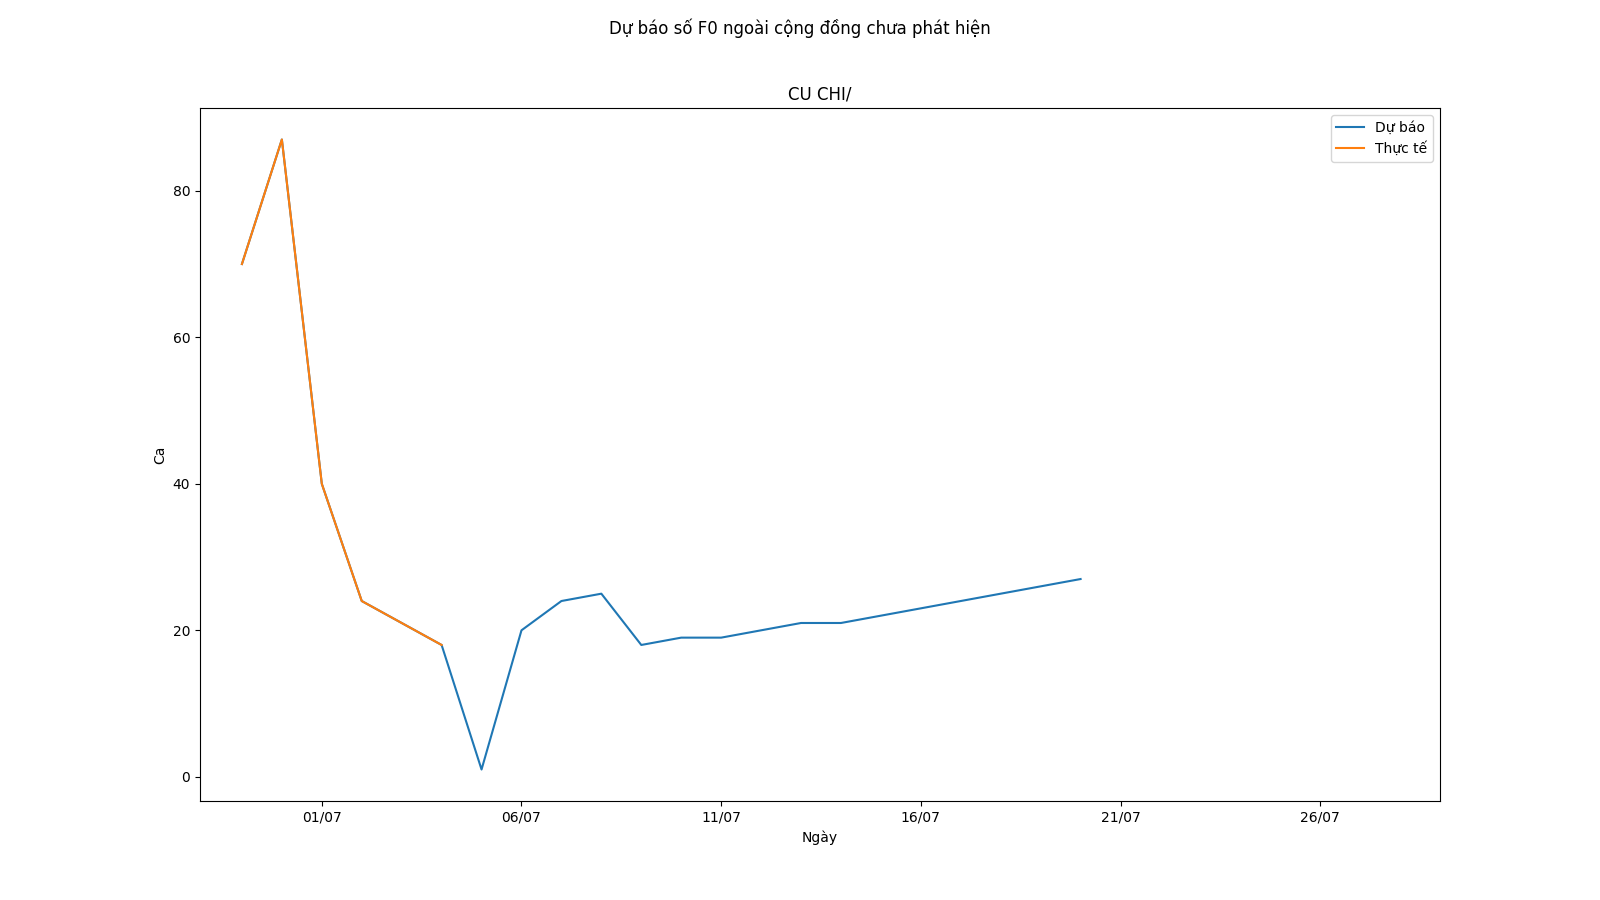 Dự báo số F0 ngoài cộng đồng chưa phát hiện
CU CHI/
Dự báo
Thực tế
80
60
40
20
0
Ca
01/07
06/07
11/07
16/07
21/07
26/07
Ngày